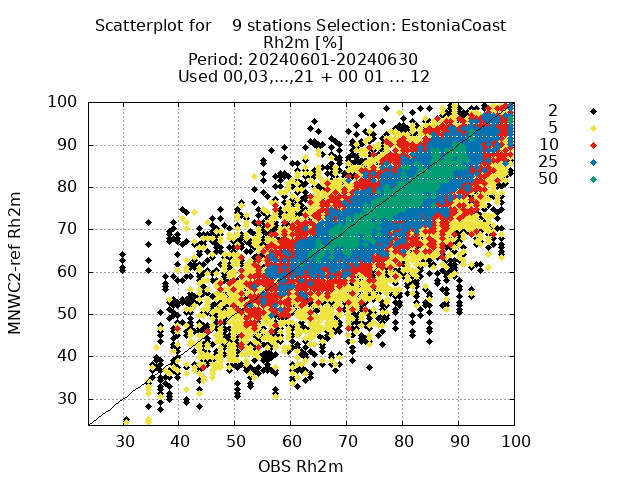 Scatterplot for    9 stations Selection: EstoniaCoast
Rh2m [%]
Period: 20240601-20240630
Used 00,03,...,21 + 00 01 ... 12
100
90
80
70
60
50
40
30
MNWC2-ref Rh2m
30 40 50 60 70 80 90 100
OBS Rh2m
2
5
10
25
50